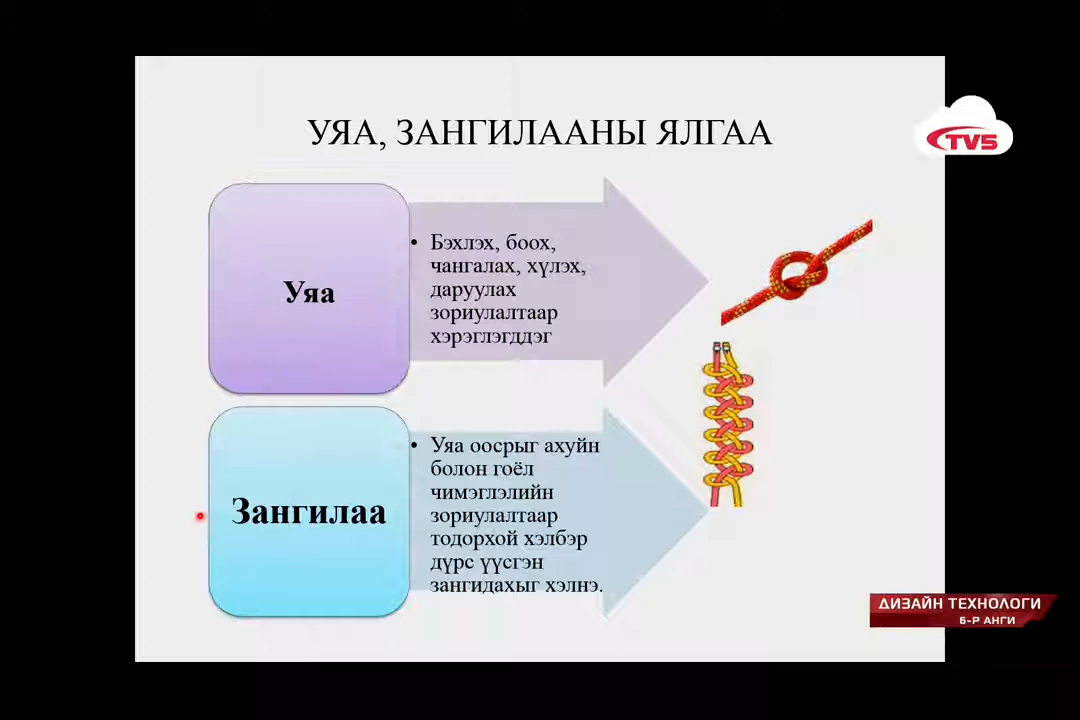 УЯА, ЗАНГИЛААНЫ ЯЛГАА
TV5
Уяа
• Бэхлэх, боох,
чангалах, хүлэх,
даруулах
зориулалтаар
хэрэглэгддэг
Зангилаа
• Уяа оосрыг ахуйн
болон гоёл
чимэглэлийн
зориулалтаар
тодорхой хэлбэр
дүрс үүсгэн
зангидахыг хэлнэ.
ДИЗАЙН ТЕХНОЛОГИ
6-Р АНГИ